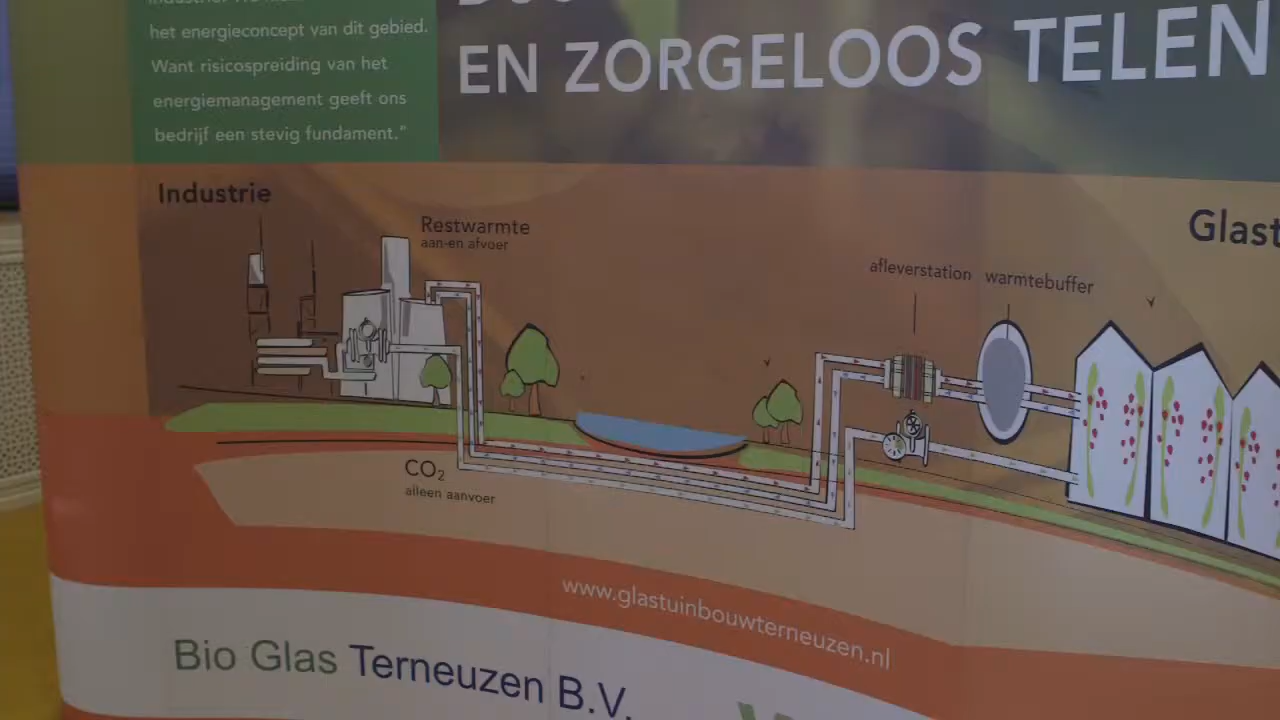 het energieconcept van dit gebied.
Want risicospreiding van het
energiemanagement geeft ons
bedrijf een stevig fundament."
EN ZORGELOOS TELEN
Industrie
Restwarmte
aan-en afvoer
Glast
afleverstation warmtebuffer
CO₂
alleen aanvoer
www.glastuinbouwterneuzen.nl
Bio Glas Terneuzen B.V.